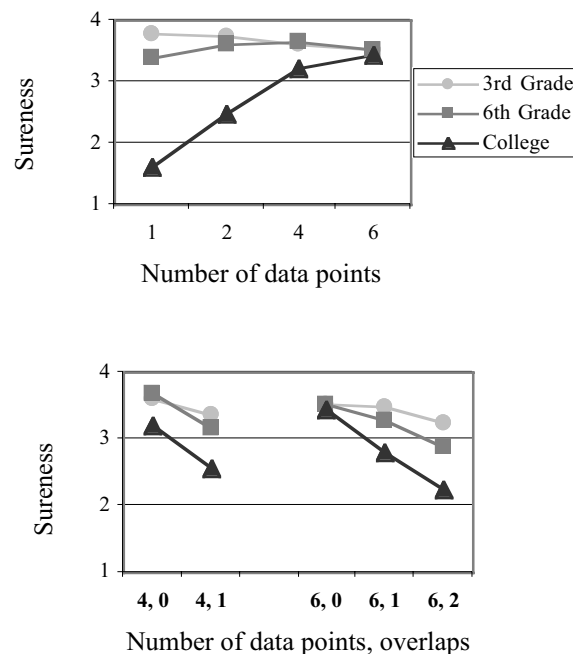 4
3
2
1
Sureness
1 2 4 6
Number of data points
3rd Grade
6th Grade
College
4
3
2
1
Sureness
4, 0 4, 1 6, 0 6, 1 6, 2
Number of data points, overlaps